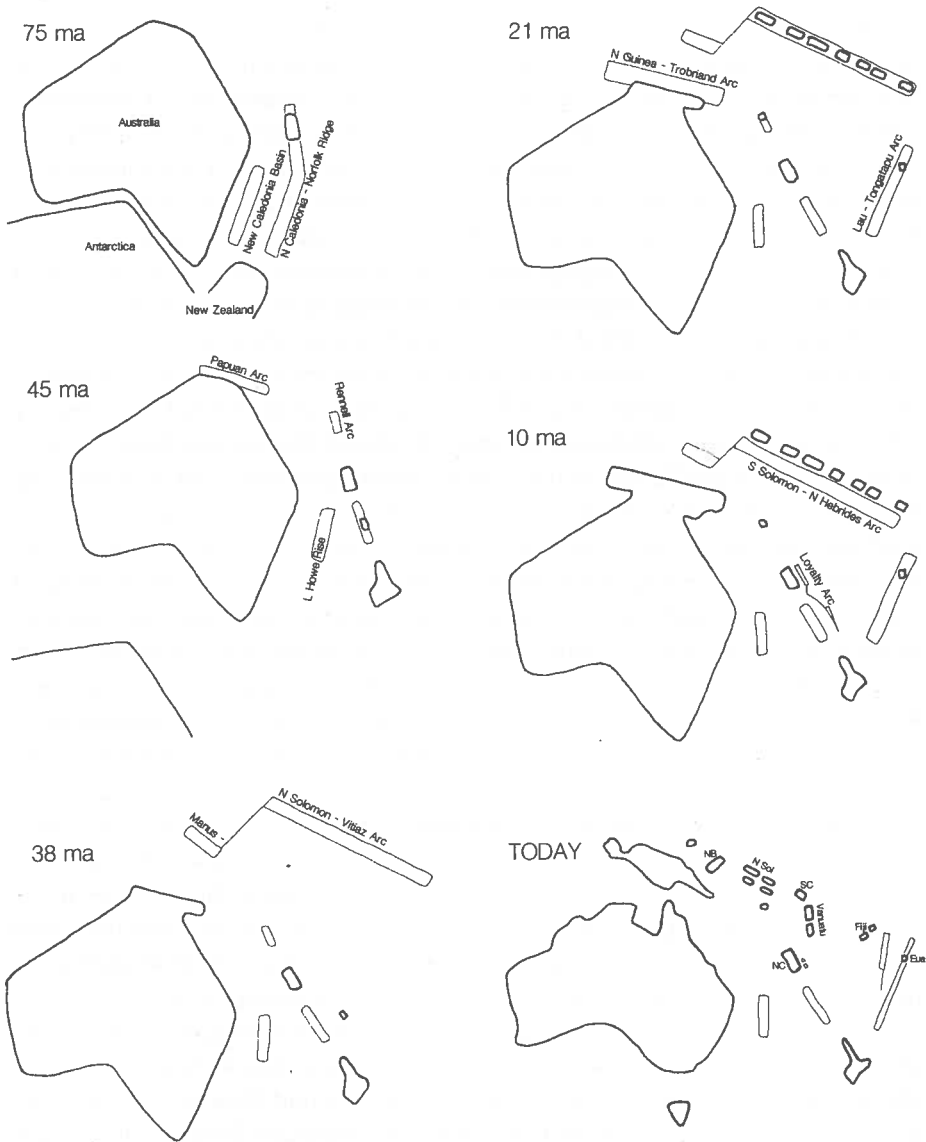 75 ma
Australia
Antarctica
New Zealand
New Caledonia Basin
N Caledonia - Norfolk Ridge
45 ma
Papuan Arc
Rennell Arc
L Howe Rise
38 ma
Manus -
N Solomon - Vitiaz Arc
21 ma
N Guinea - Trobriand Arc
Lau - Tongatapu Arc
10 ma
S Solomon - N Hebrides Arc
Loyalty Arc
TODAY
NB
N Sol
SC
Vanuatu
Fiji
Eua
NC